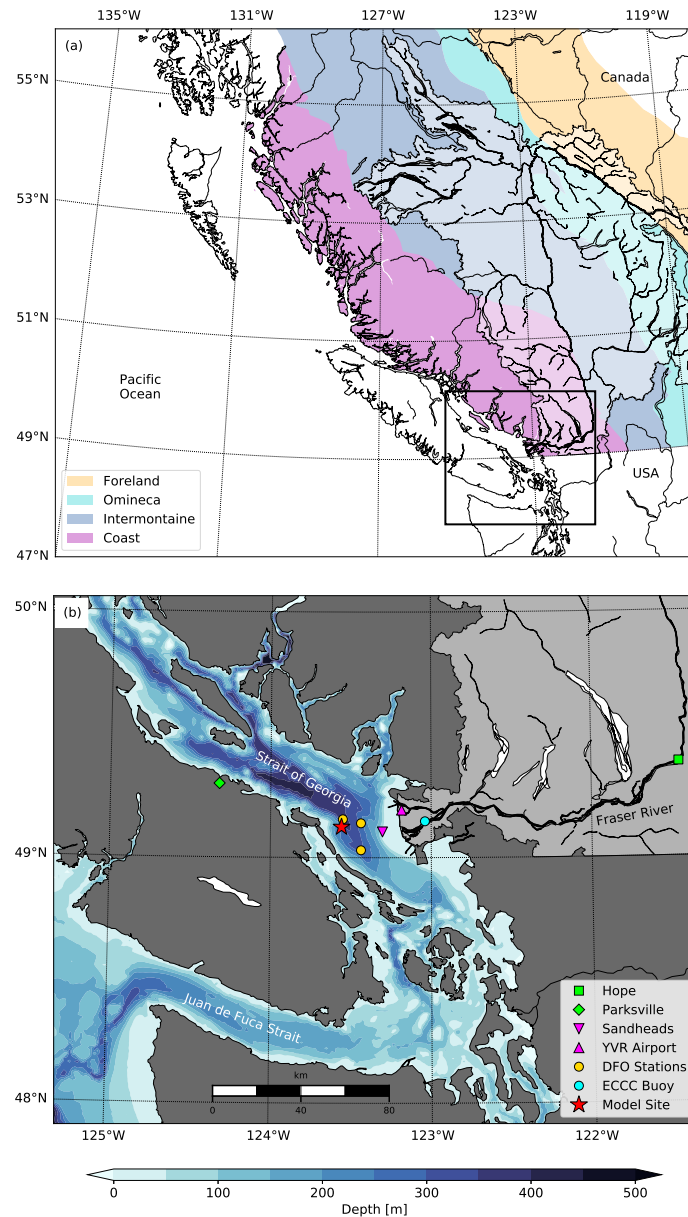 135°W 131°W 127°W 123°W 119°W
(a)
55°N
Canada
53°N
51°N
Pacific
Ocean
49°N
USA
Foreland
Omineca
Intermontaine
Coast
47°N
50°N
(b)
Strait of Georgia
Fraser River
49°N
Juan de Fuca Strait
km
0 40 80
Hope
Parksville
Sandheads
YVR Airport
DFO Stations
ECCC Buoy
Model Site
48°N
125°W 124°W 123°W 122°W
0 100 200 300 400 500
Depth [m]